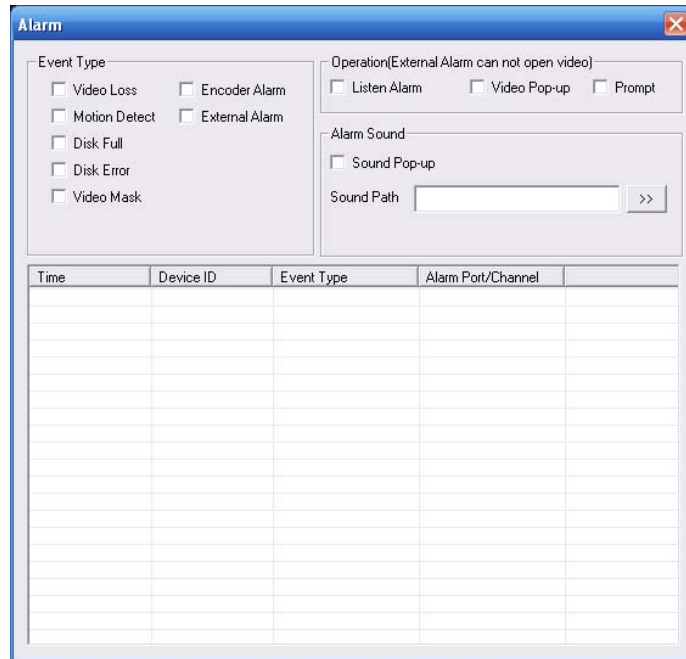 Alarm
Event Type
Video Loss
Encoder Alarm
Motion Detect
External Alarm
Disk Full
Disk Error
Video Mask
Operation(External Alarm can not open video)
Listen Alarm
Video Pop-up
Prompt
Alarm Sound
Sound Pop-up
Sound Path
>>
Time Device ID Event Type Alarm Port/Channel